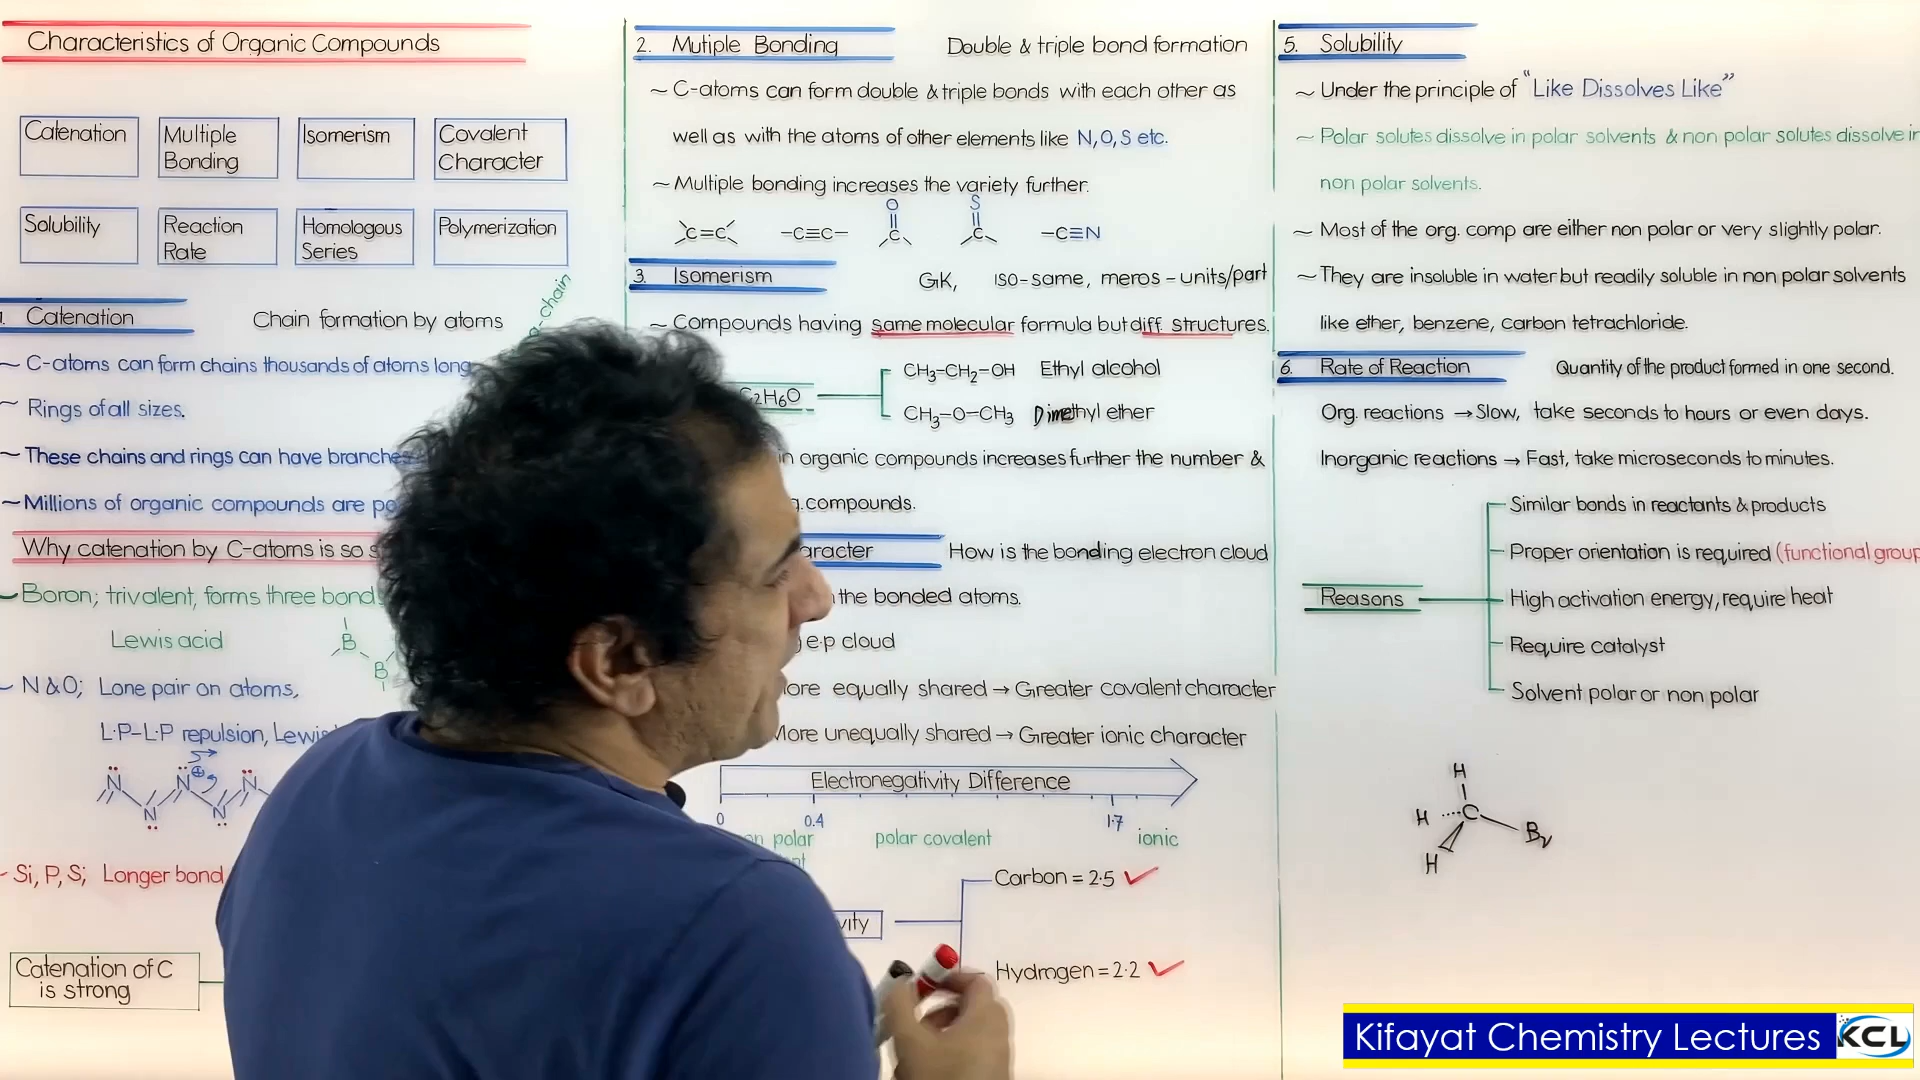 Characteristics of Organic Compounds
Catenation
Multiple
Bonding
Isomerism
Covalent
Character
Solubility
Reaction
Rate
Homologous
Series
Polymerization
1. Catenation
Chain formation by atoms
-chain
~ C-atoms can form chains thousands of atoms long
~ Rings of all sizes.
~ These chains and rings can have branches
~ Millions of organic compounds are
Why catenation by C-atoms is so
~ Boron; trivalent, forms three bond
Lewis acid
B
B
~ N & O; Lone pair on atoms,
L.P-L.P repulsion, Lewis
N N N N N
~ Si, P, S; Longer bond
Catenation of C
is strong
2. Mutiple Bonding
Double & triple bond formation
~ C-atoms can form double & triple bonds with each other as
well as with the atoms of other elements like N, O, S etc.
~ Multiple bonding increases the variety further.
O S
C=C -C≡C- C C -C≡N
3. Isomerism
GK, iso-same, meros-units/part
~ Compounds having same molecular formula but diff structures.
C2H6O
CH3-CH2-OH Ethyl alcohol
CH3-O-CH3 Dimethyl ether
in organic compounds increases further the number &
compounds.
How is the bonding electron cloud
the bonded atoms.
e.p cloud
equally shared → Greater covalent character
More unequally shared → Greater ionic character
Electronegativity Difference
0 0.4 1.7
polar
polar covalent
ionic
Carbon = 2.5 ✓
Hydrogen = 2.2 ✓
5. Solubility
~ Under the principle of "Like Dissolves Like"
~ Polar solutes dissolve in polar solvents & non polar solutes dissolve in
non polar solvents.
~ Most of the org. comp are either non polar or very slightly polar.
~ They are insoluble in water but readily soluble in non polar solvents
like ether, benzene, carbon tetrachloride.
6. Rate of Reaction
Quantity of the product formed in one second.
Org. reactions → Slow, take seconds to hours or even days.
Inorganic reactions → Fast, take microseconds to minutes.
Reasons
Similar bonds in reactants & products
Proper orientation is required (functional group
High activation energy, require heat
Require catalyst
Solvent polar or non polar
H
H C
Br
H
Kifayat Chemistry Lectures KCL